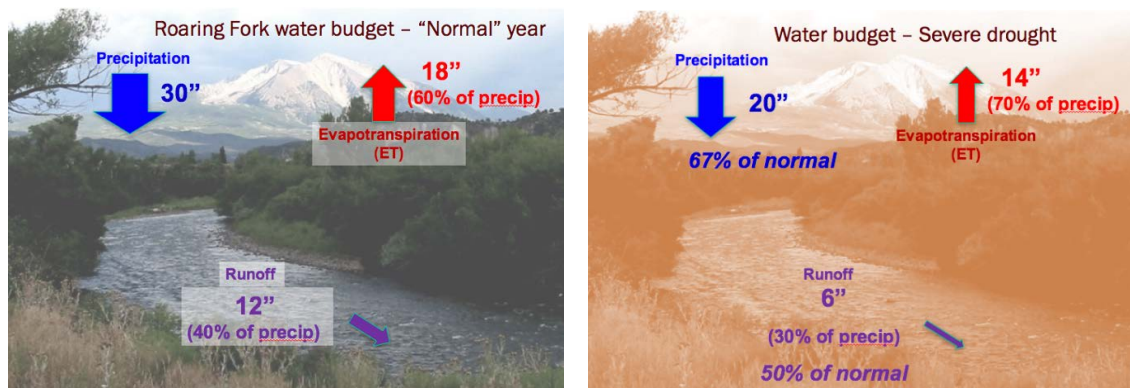 Roaring Fork water budget – “Normal” year
Precipitation
30”
18”
(60% of precip)
Evapotranspiration
(ET)
Runoff
12”
(40% of precip)
Water budget – Severe drought
Precipitation
20”
67% of normal
14”
(70% of precip)
Evapotranspiration
(ET)
Runoff
6”
(30% of precip)
50% of normal